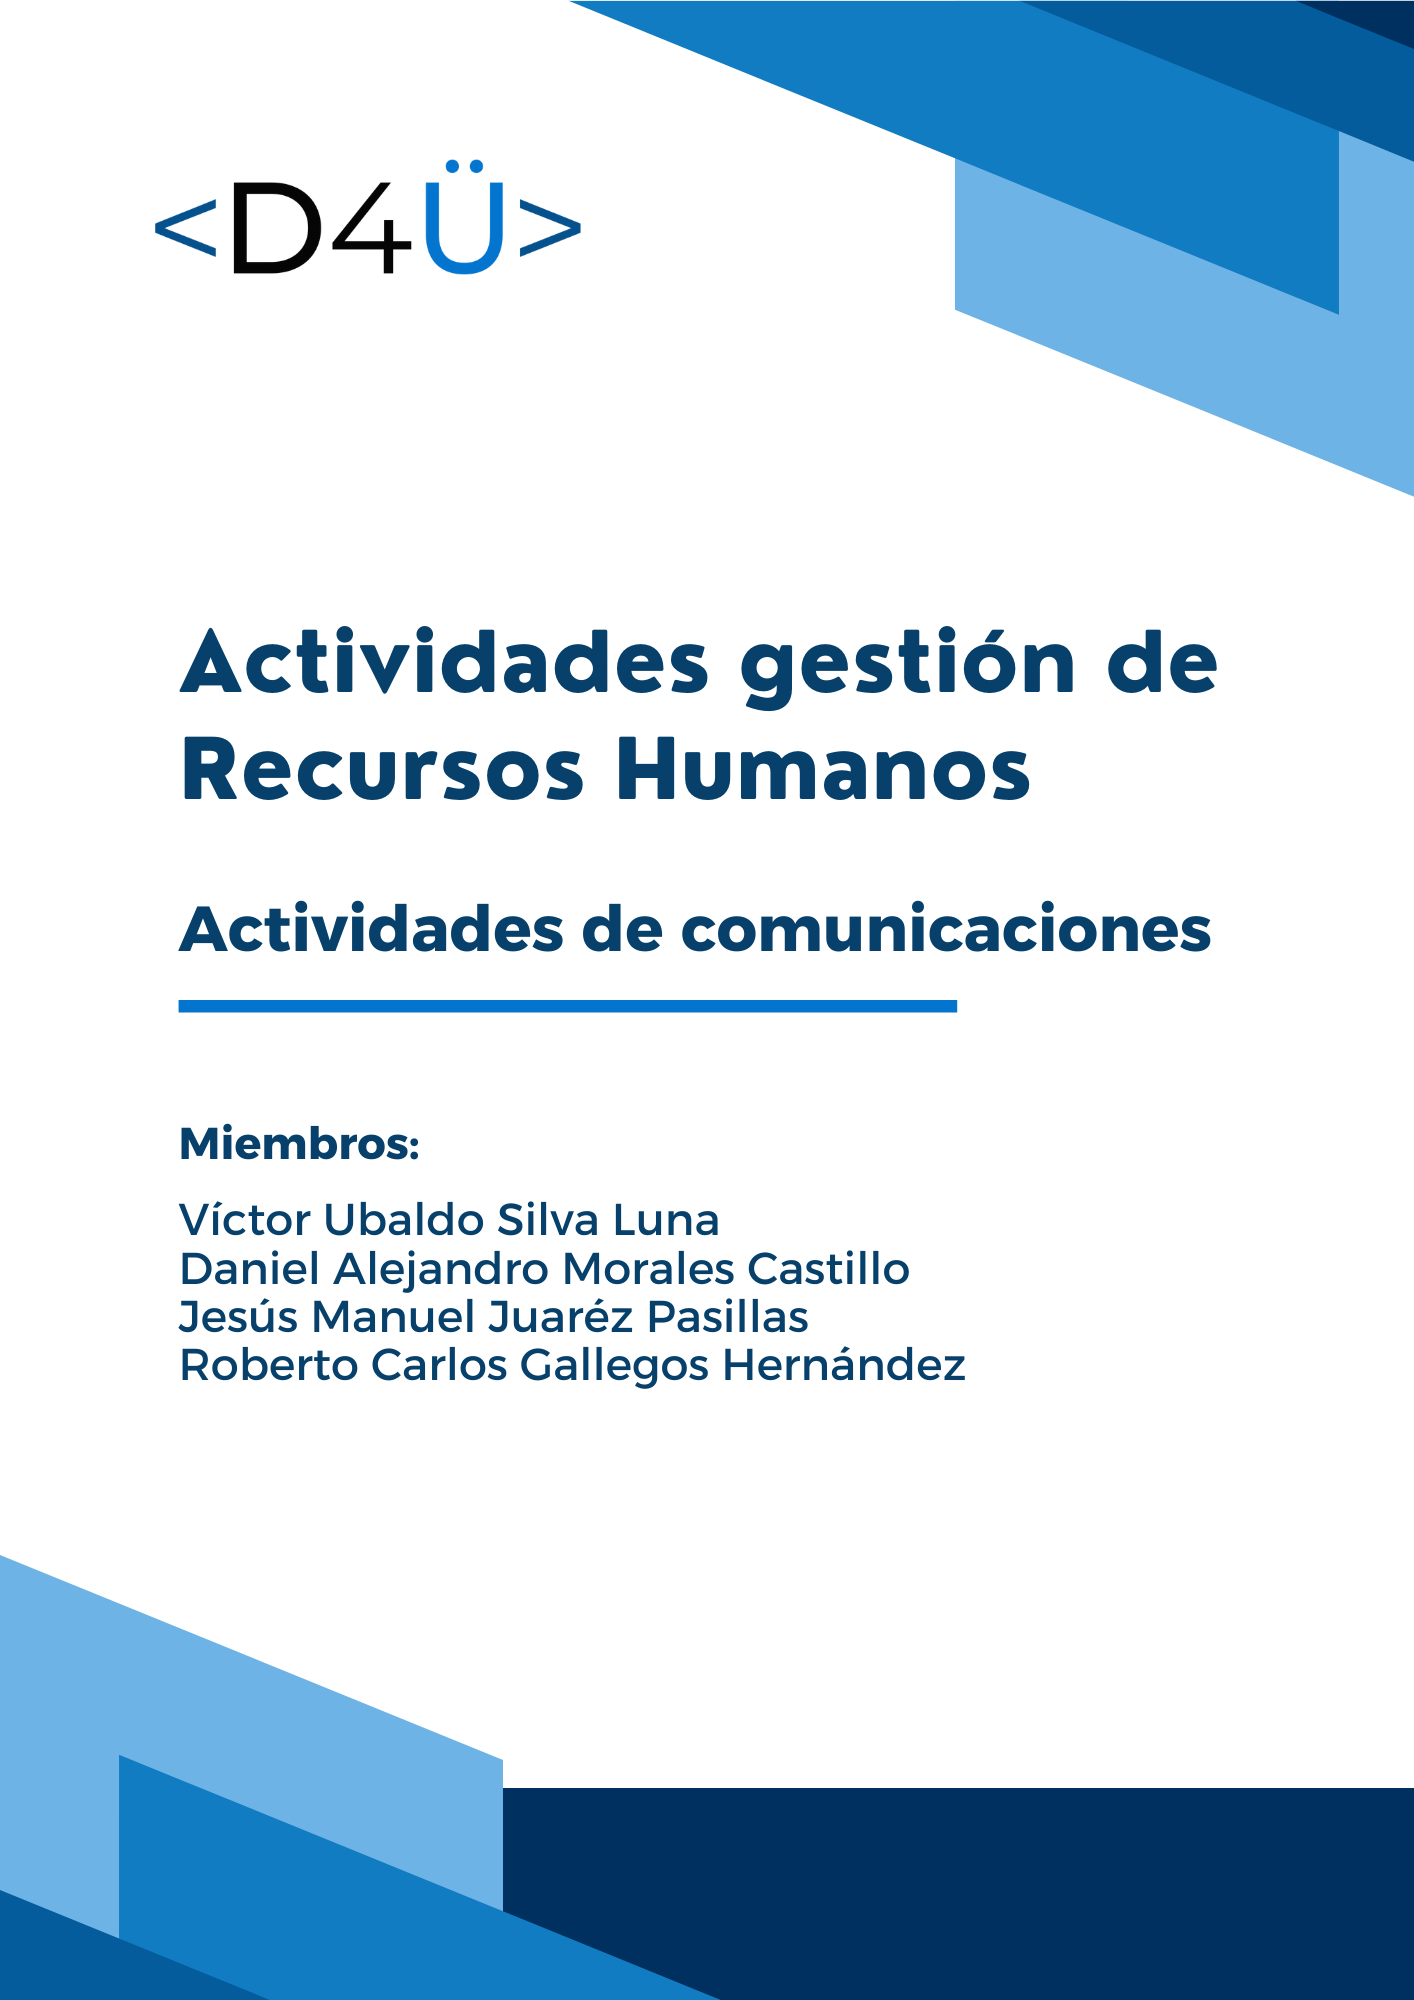 <D4Ü>
Actividades gestión de
Recursos Humanos
Actividades de comunicaciones
Miembros:
Víctor Ubaldo Silva Luna
Daniel Alejandro Morales Castillo
Jesús Manuel Juaréz Pasillas
Roberto Carlos Gallegos Hernández